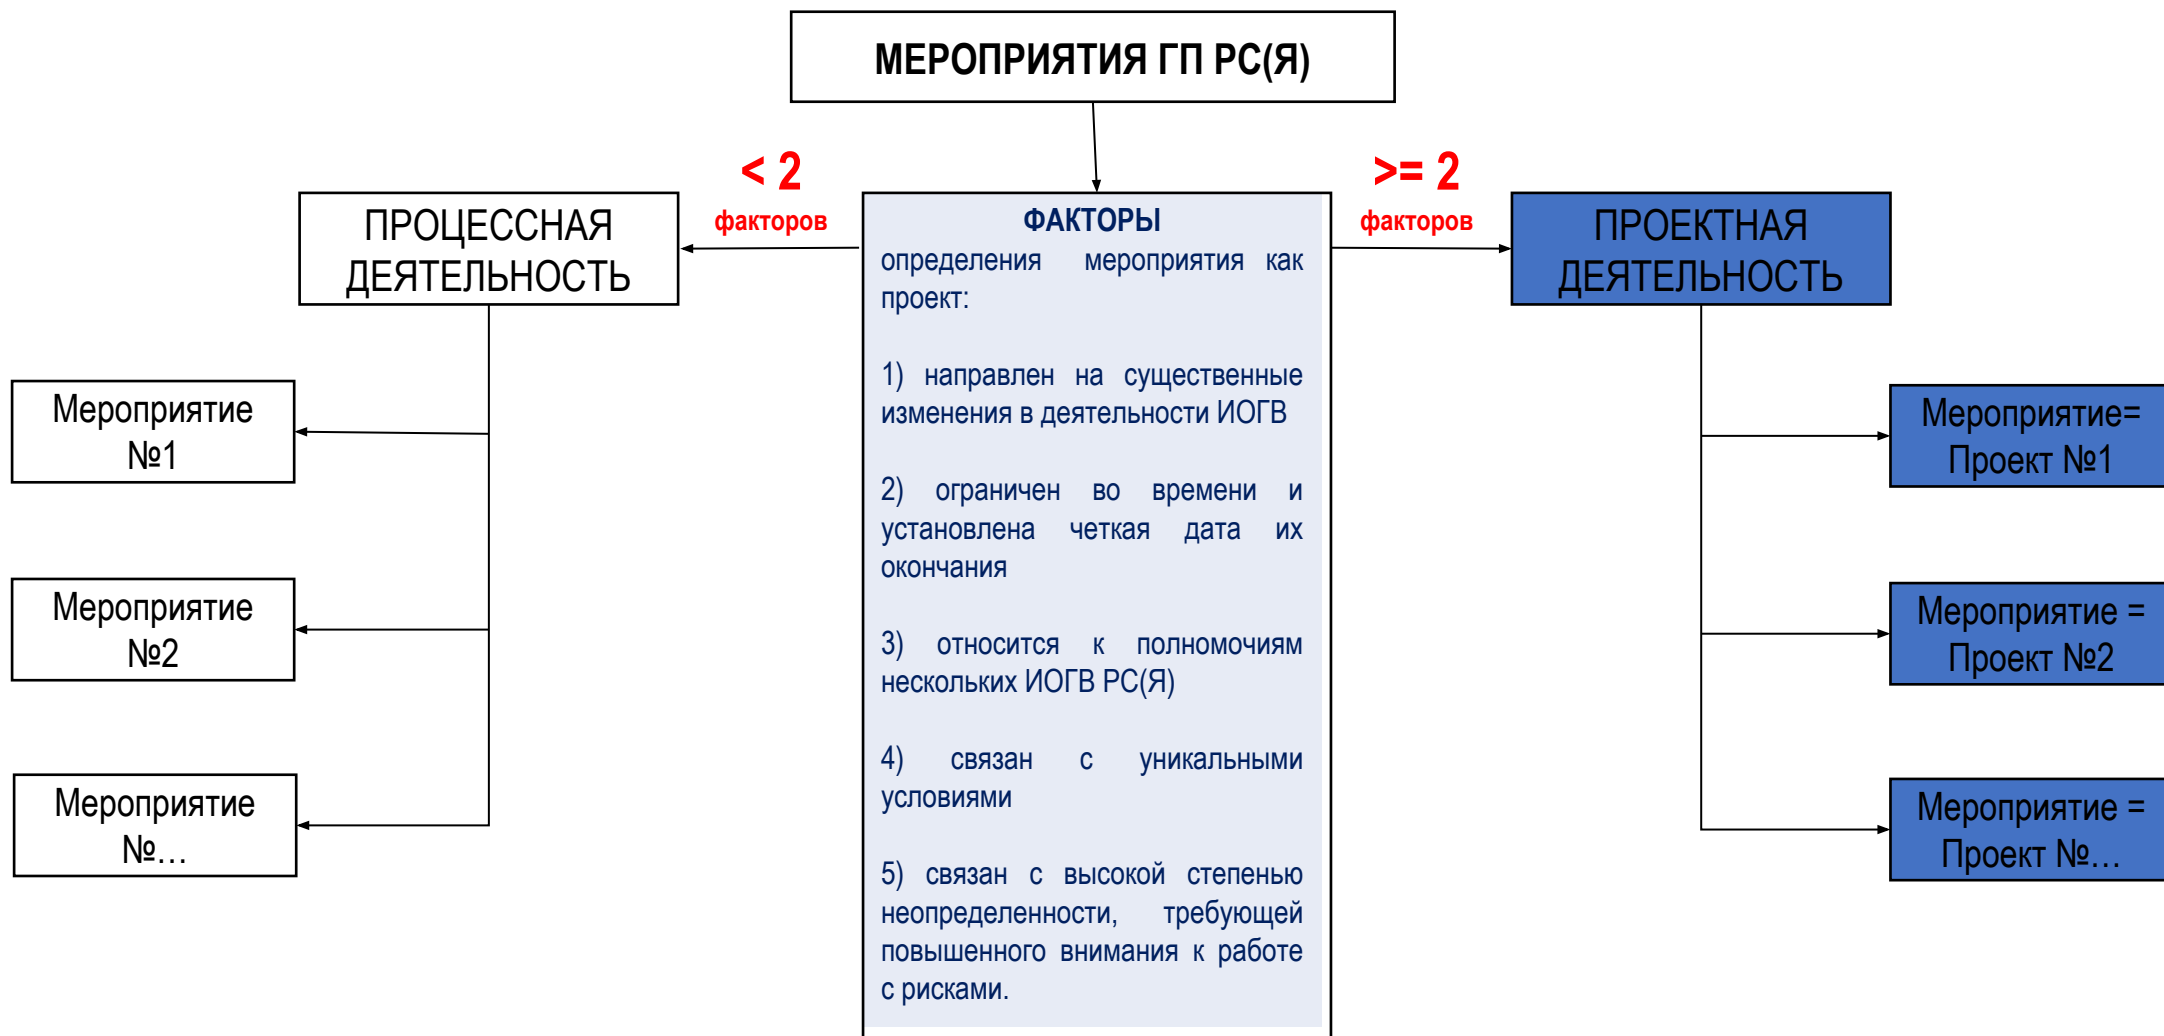 МЕРОПРИЯТИЯ ГП РС(Я)
< 2
факторов
>= 2
факторов
ПРОЦЕССНАЯ
ДЕЯТЕЛЬНОСТЬ
Мероприятие
№1
Мероприятие
№2
Мероприятие
№…
ФАКТОРЫ
определения мероприятия как
проект:
1) направлен на существенные
изменения в деятельности ИОГВ
2) ограничен во времени и
установлена четкая дата их
окончания
3) относится к полномочиям
нескольких ИОГВ РС(Я)
4) связан с уникальными
условиями
5) связан с высокой степенью
неопределенности, требующей
повышенного внимания к работе
с рисками.
ПРОЕКТНАЯ
ДЕЯТЕЛЬНОСТЬ
Мероприятие=
Проект №1
Мероприятие =
Проект №2
Мероприятие =
Проект №…